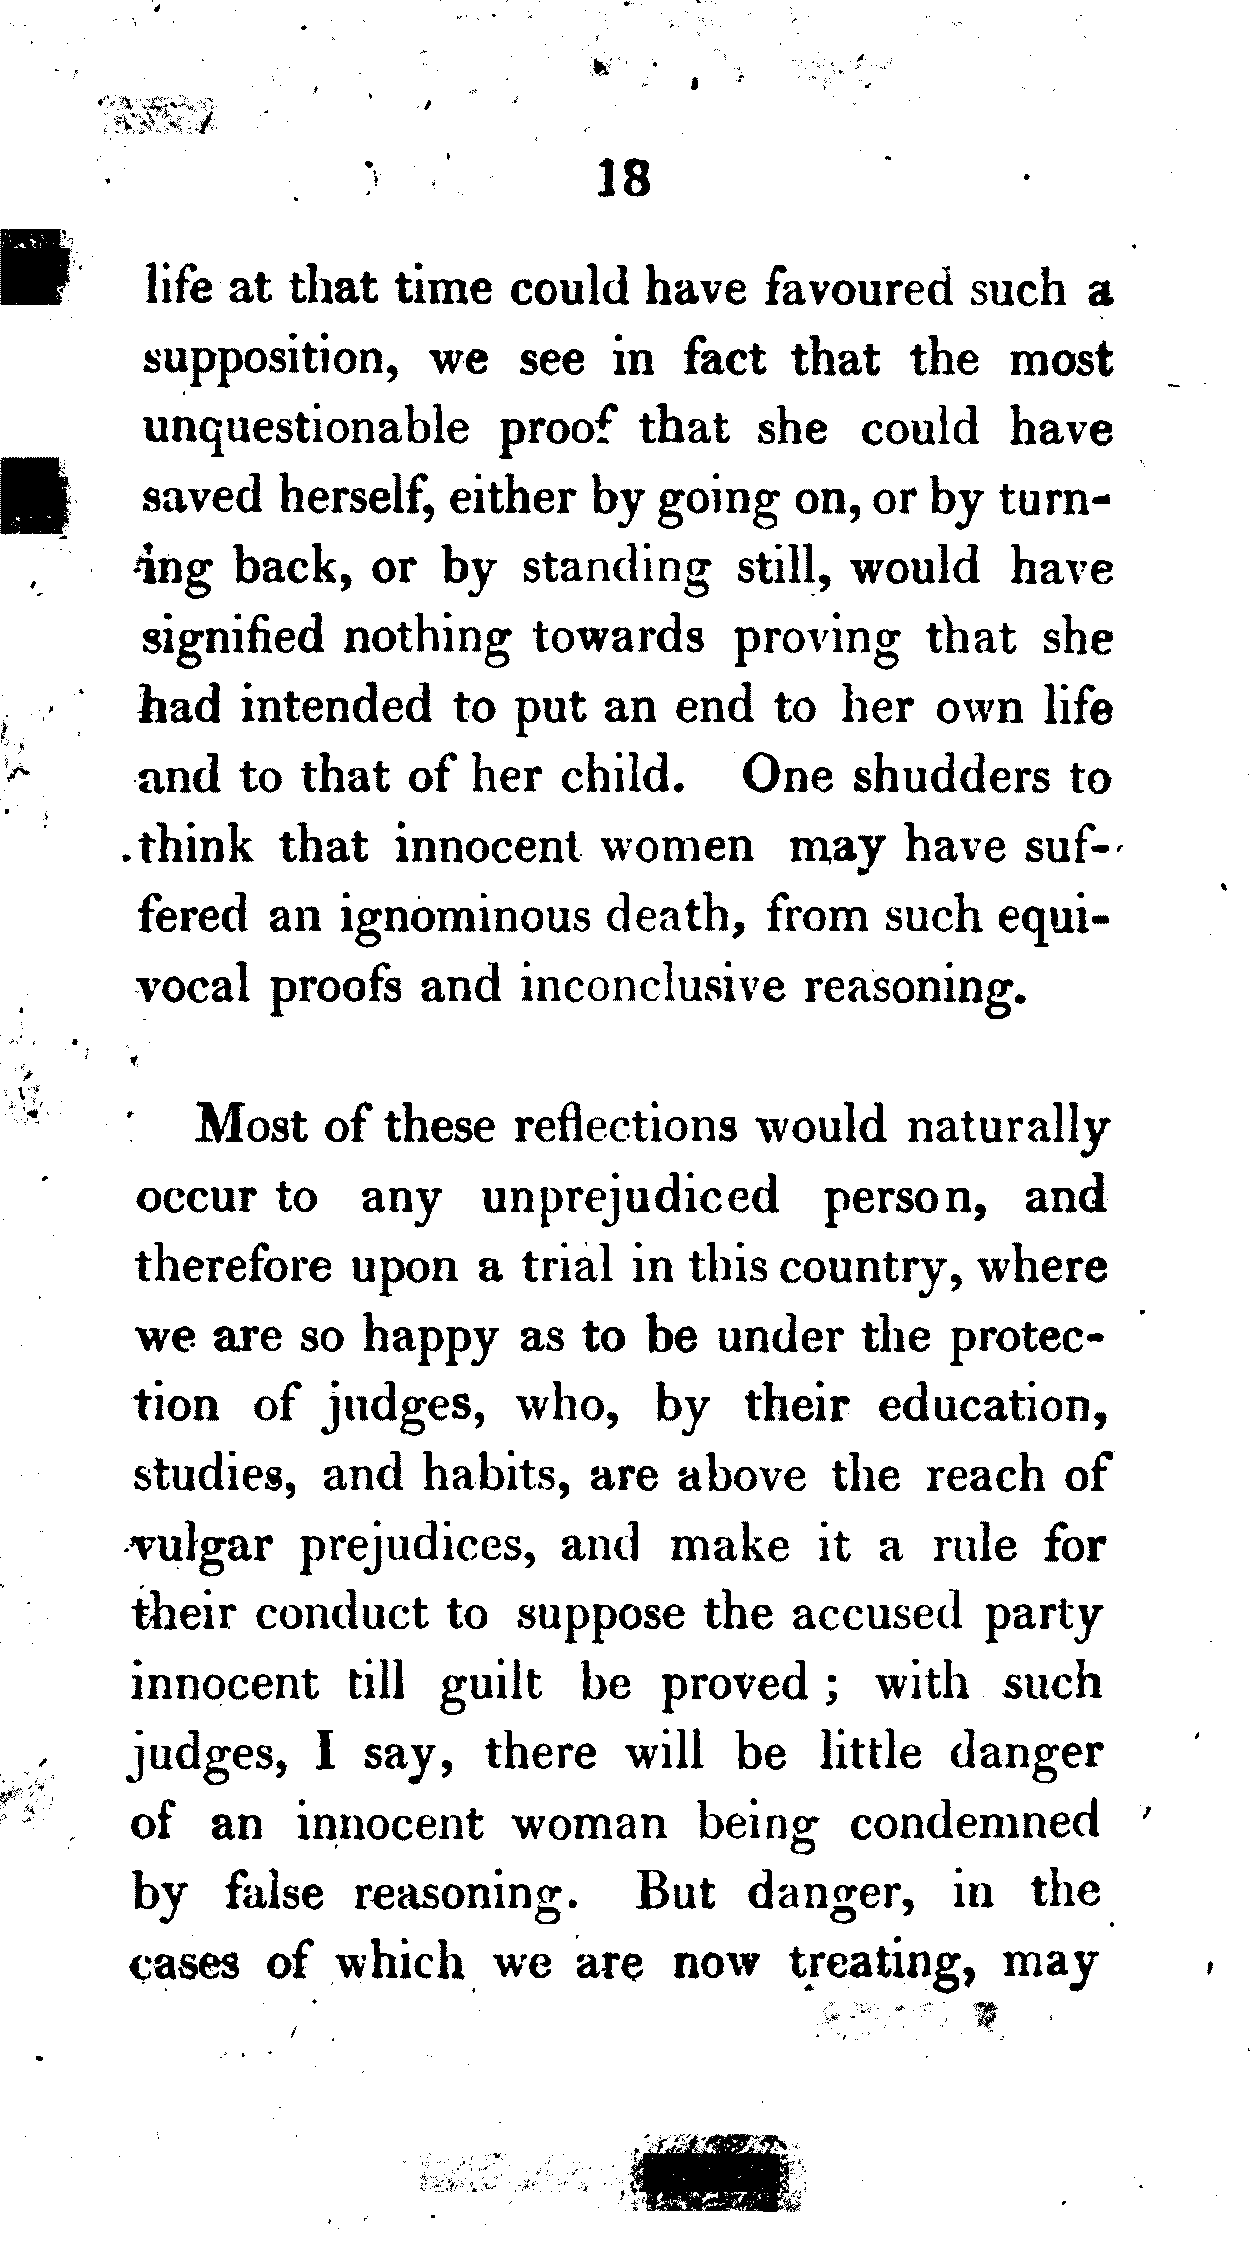 18
life at that time could have favoured such a
supposition, we see in fact that the most
unquestionable proof that she could have
saved herself, either by going on, or by turn-
ing back, or by standing still, would have
signified nothing towards proving that she
had intended to put an end to her own life
and to that of her child. One shudders to
think that innocent women may have suf-
fered an ignominous death, from such equi-
vocal proofs and inconclusive reasoning.
Most of these reflections would naturally
occur to any unprejudiced person, and
therefore upon a trial in this country, where
we are so happy as to be under the protec-
tion of judges, who, by their education,
studies, and habits, are above the reach of
vulgar prejudices, and make it a rule for
their conduct to suppose the accused party
innocent till guilt be proved ; with such
judges, I say, there will be little danger
of an innocent woman being condemned
by false reasoning. But danger, in the
cases of which we are now treating, may